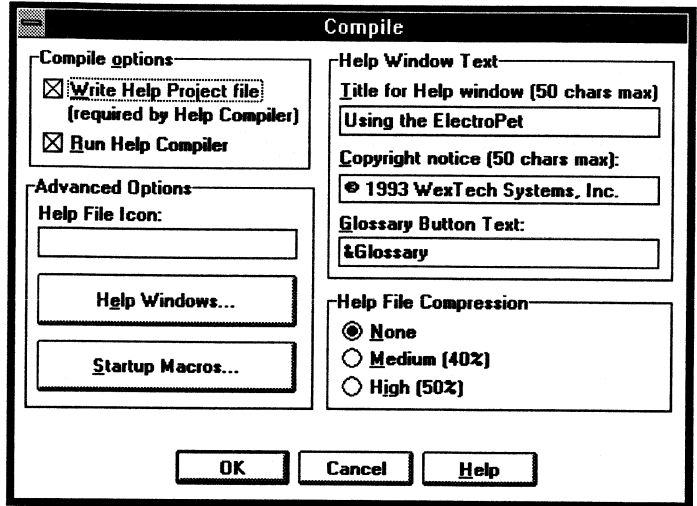 Compile
Compile options
Write Help Project file
(required by Help Compiler)
Run Help Compiler
Advanced Options
Help File Icon:
Help Windows...
Startup Macros...
Help Window Text
Title for Help window (50 chars max)
Using the ElectroPet
Copyright notice (50 chars max):
© 1993 WexTech Systems, Inc.
Glossary Button Text:
&Glossary
Help File Compression
None
Medium (40%)
High (50%)
OK
Cancel
Help